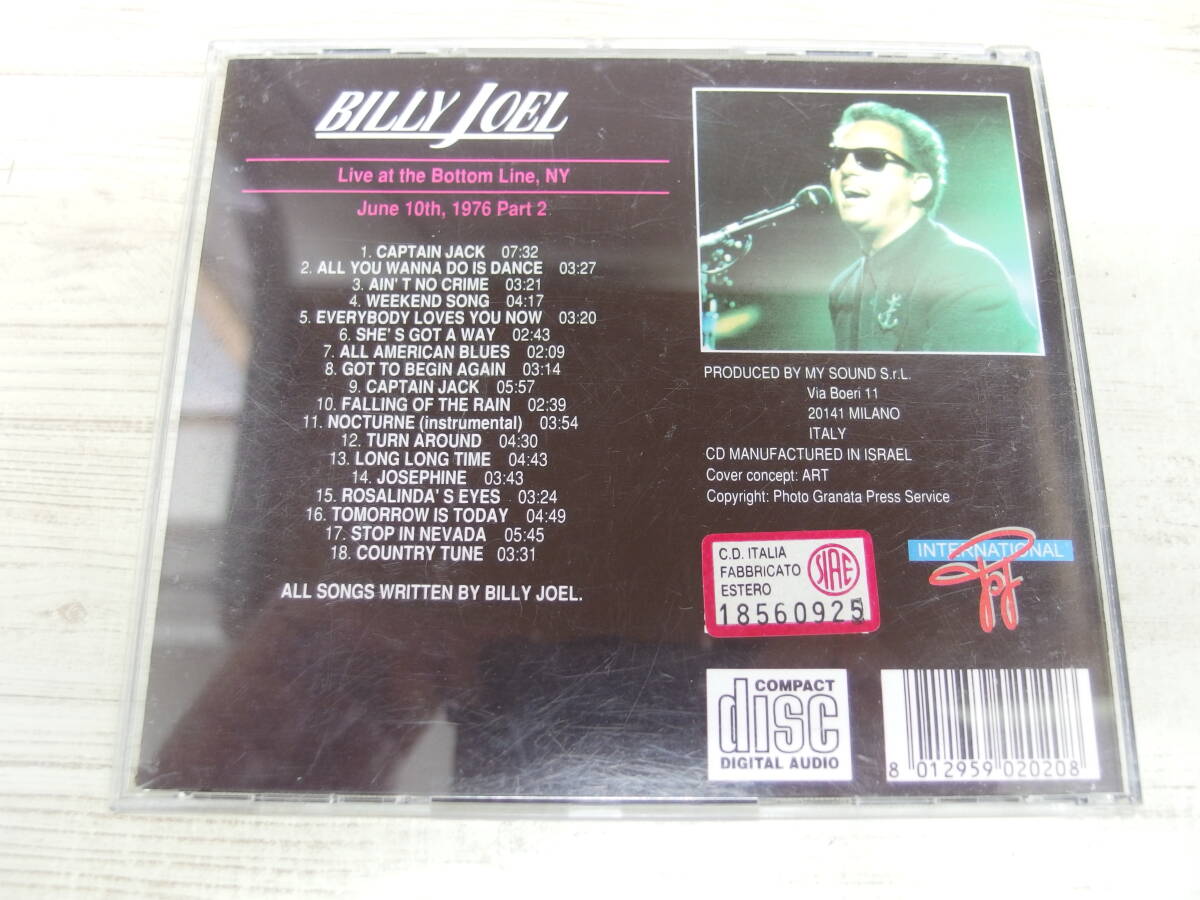 BILLY JOEL
Live at the Bottom Line, NY
June 10th, 1976 Part 2
1. CAPTAIN JACK 07:32
2. ALL YOU WANNA DO IS DANCE 03:27
3. AIN'T NO CRIME 03:21
4. WEEKEND SONG 04:17
5. EVERYBODY LOVES YOU NOW 03:20
6. SHE'S GOT A WAY 02:43
7. ALL AMERICAN BLUES 02:09
8. GOT TO BEGIN AGAIN 03:14
9. CAPTAIN JACK 05:57
10. FALLING OF THE RAIN 02:39
11. NOCTURNE (instrumental) 03:54
12. TURN AROUND 04:30
13. LONG LONG TIME 04:43
14. JOSEPHINE 03:43
15. ROSALINDA'S EYES 03:24
16. TOMORROW IS TODAY 04:49
17. STOP IN NEVADA 05:45
18. COUNTRY TUNE 03:31
ALL SONGS WRITTEN BY BILLY JOEL.
PRODUCED BY MY SOUND S.r.L.
Via Boeri 11
20141 MILANO
ITALY
CD MANUFACTURED IN ISRAEL
Cover concept: ART
Copyright: Photo Granata Press Service
C.D. ITALIA
FABBRICATO
ESTERO
SIAE
18560925
INTERNATIONAL
COMPACT
disc
DIGITAL AUDIO
8 012959 020208